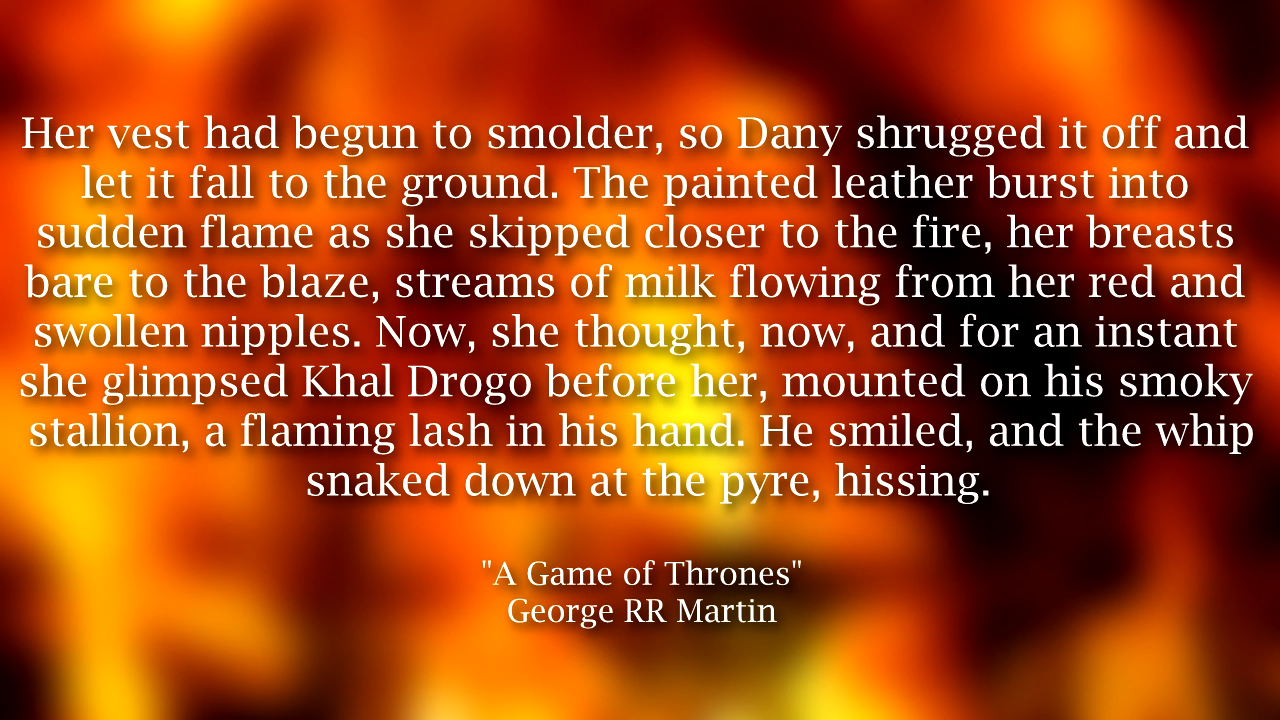 Her vest had begun to smolder, so Dany shrugged it off and
let it fall to the ground. The painted leather burst into
sudden flame as she skipped closer to the fire, her breasts
bare to the blaze, streams of milk flowing from her red and
swollen nipples. Now, she thought, now, and for an instant
she glimpsed Khal Drogo before her, mounted on his smoky
stallion, a flaming lash in his hand. He smiled, and the whip
snaked down at the pyre, hissing.
"A Game of Thrones"
George RR Martin